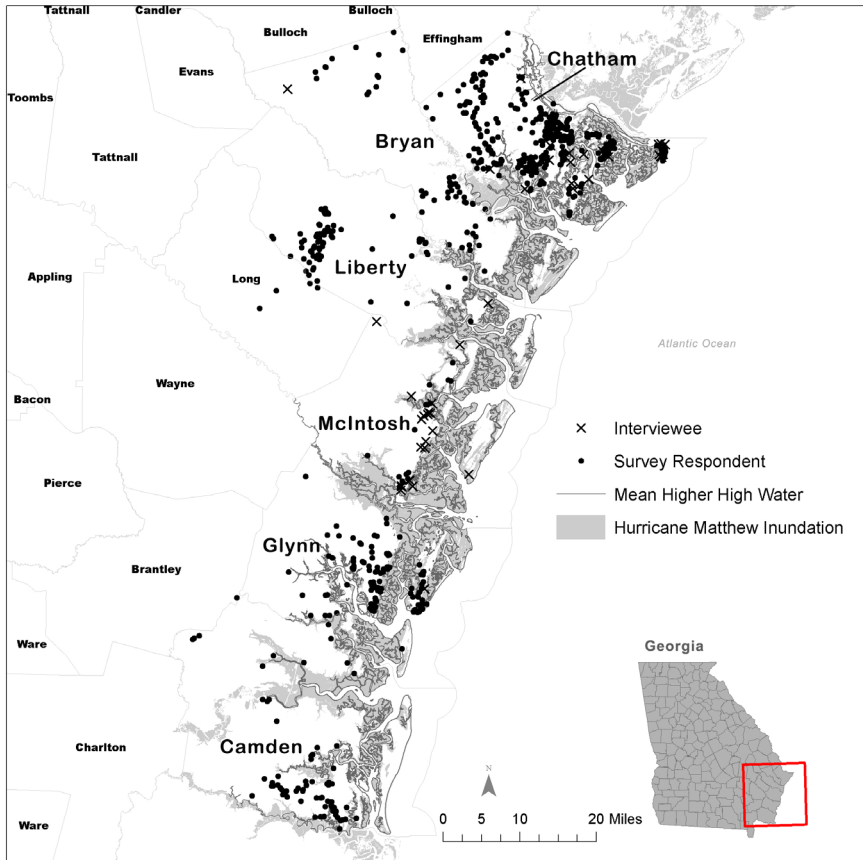 Tattnall
Candler
Bulloch
Bulloch
Effingham
Evans
Chatham
Toombs
Bryan
Tattnall
Appling
Long
Liberty
Atlantic Ocean
Wayne
Bacon
McIntosh
Interviewee
Survey Respondent
Pierce
Mean Higher High Water
Hurricane Matthew Inundation
Glynn
Brantley
Ware
Georgia
Charlton
Camden
N
Ware
0 5 10 20 Miles